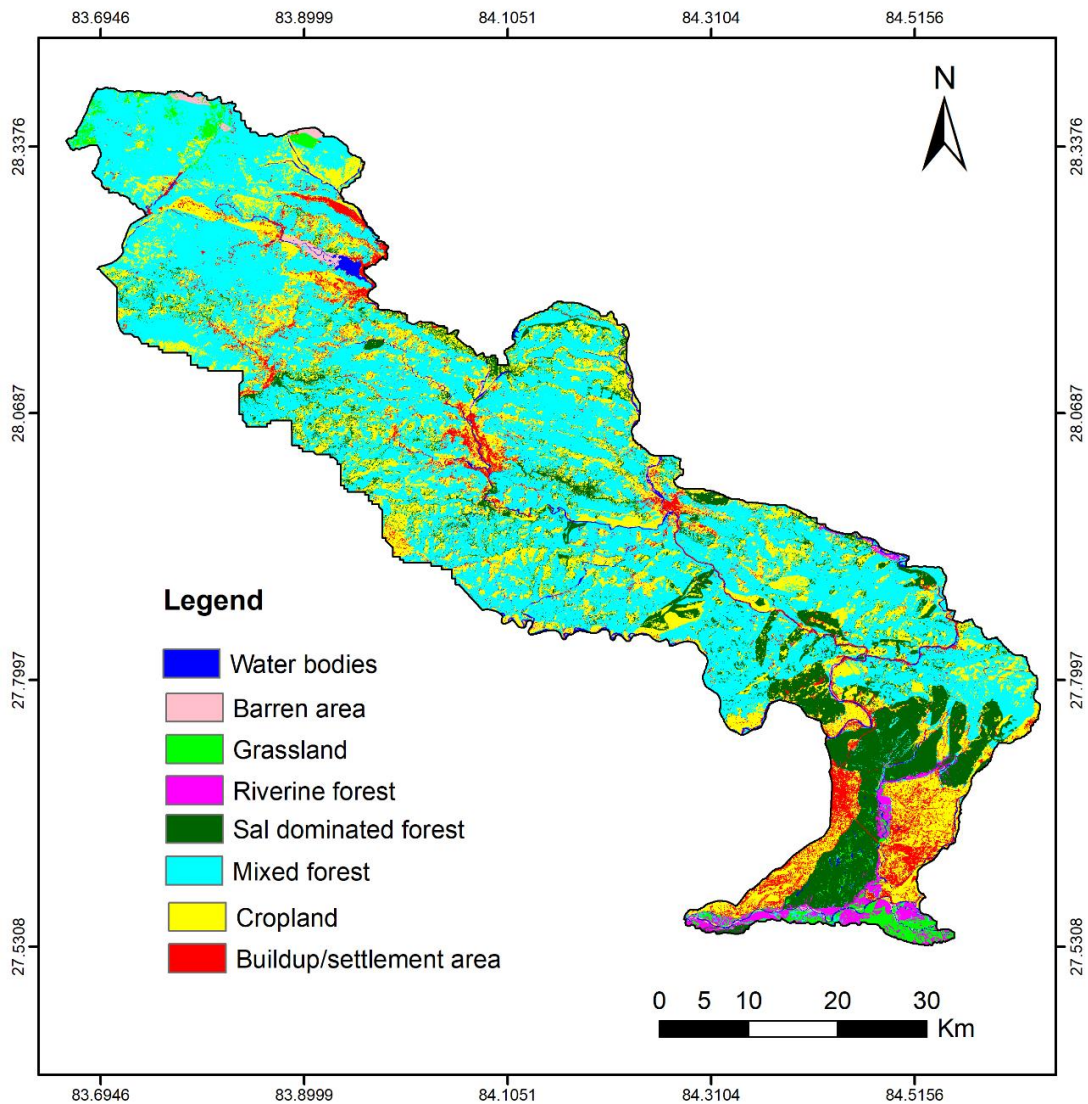 83.6946 83.8999 84.1051 84.3104 84.5156
N
28.3376 28.3376
28.0687 28.0687
Legend
Water bodies
27.7997 27.7997
Barren area
Grassland
Riverine forest
Sal dominated forest
Mixed forest
Cropland
27.5308 27.5308
Buildup/settlement area
0 5 10 20 30
Km
83.6946 83.8999 84.1051 84.3104 84.5156